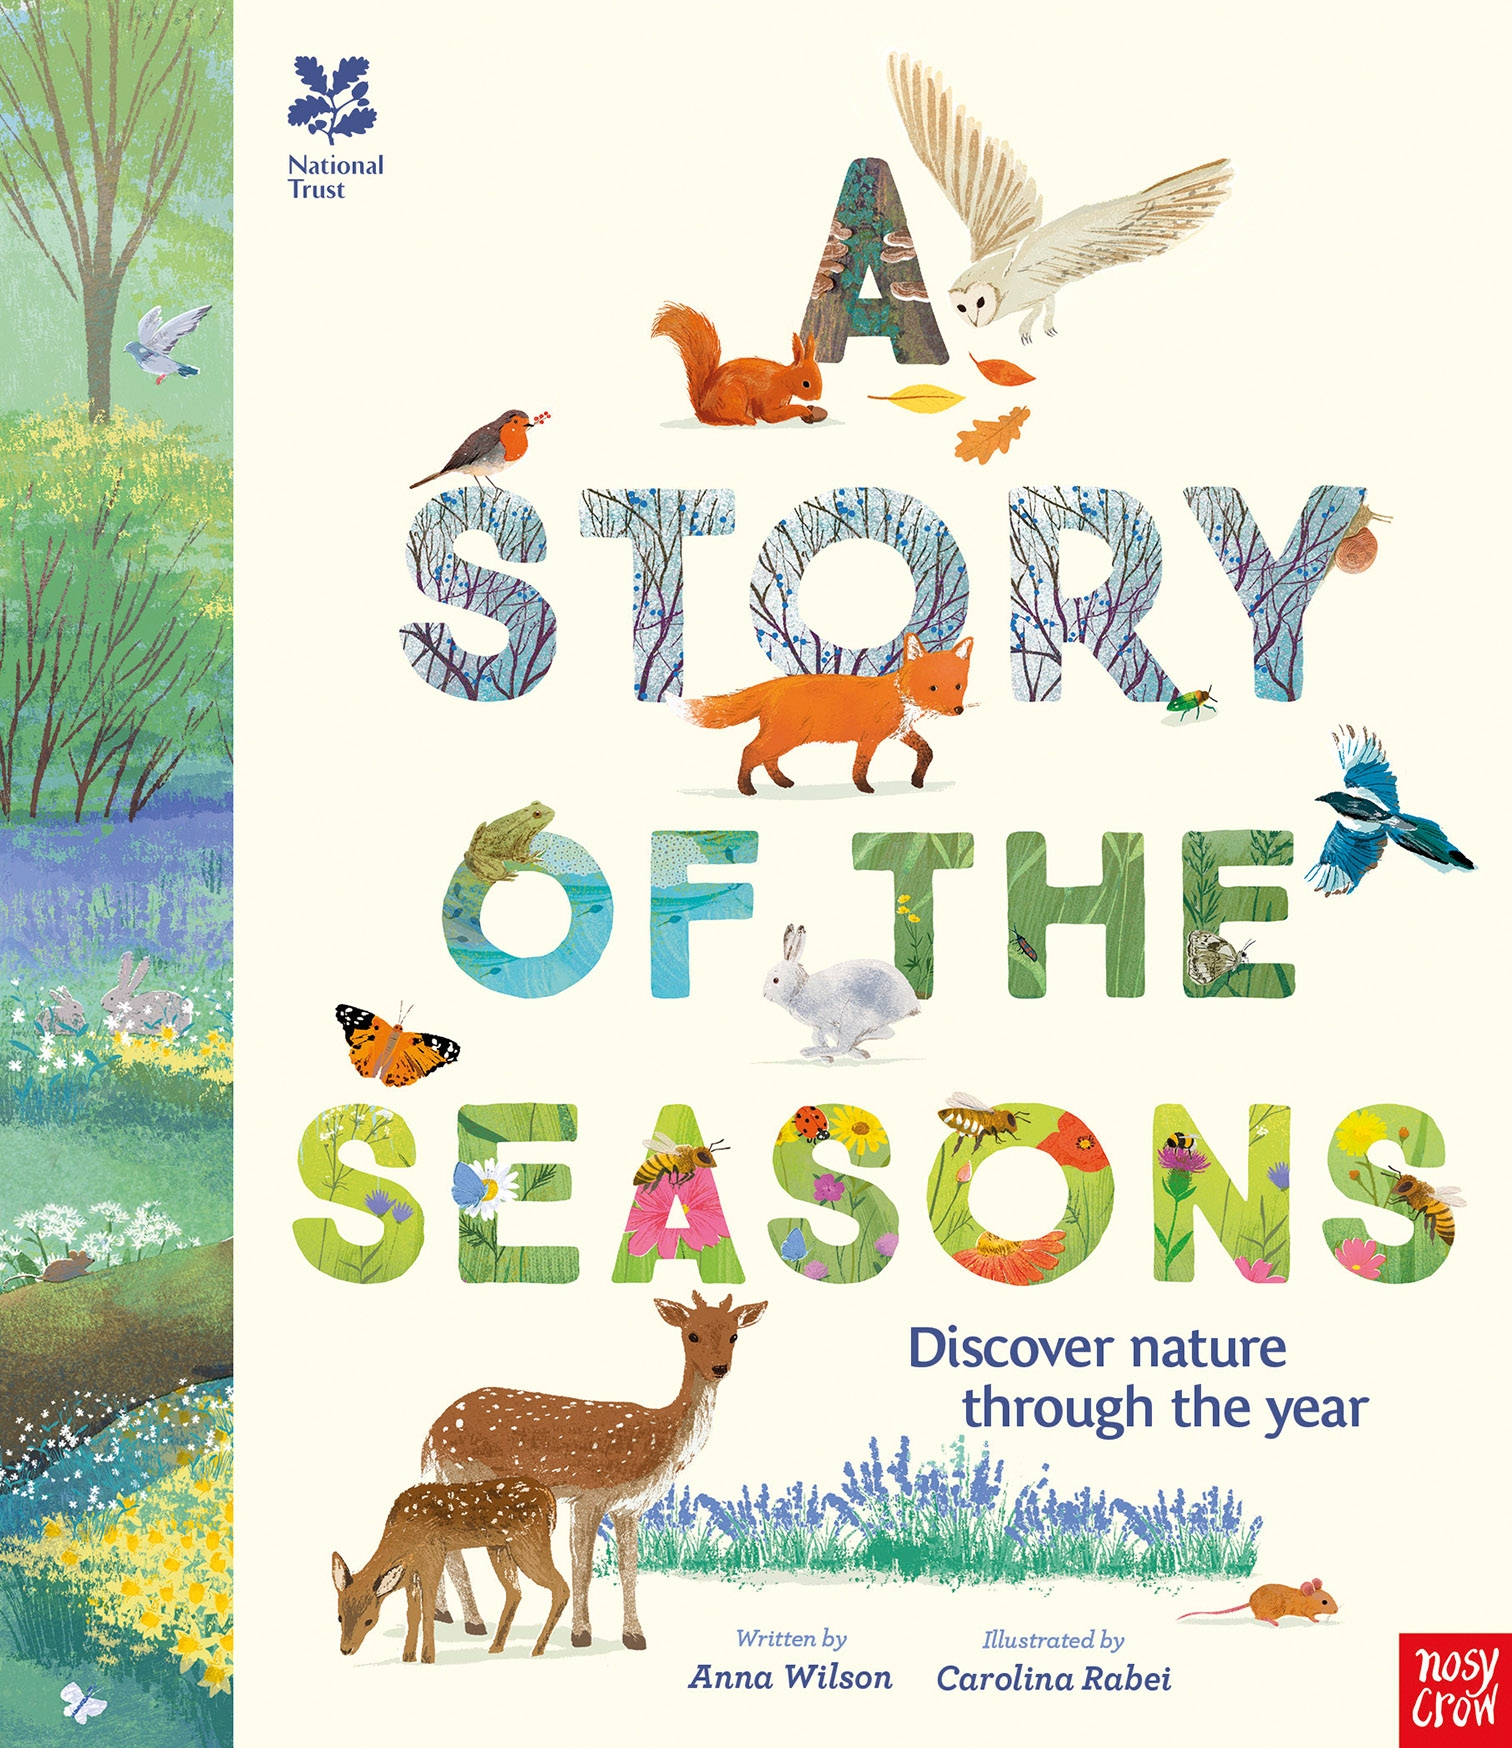 National
Trust
A
STORY
OF THE
SEASONS
Discover nature
through the year
Written by
Anna Wilson
Illustrated by
Carolina Rabei
nosy
crow